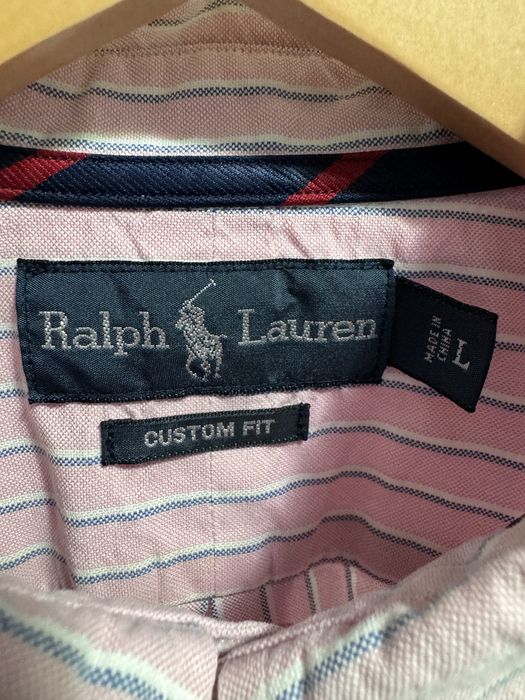 Ralph Lauren
CUSTOM FIT
MADE IN
CHINA
L